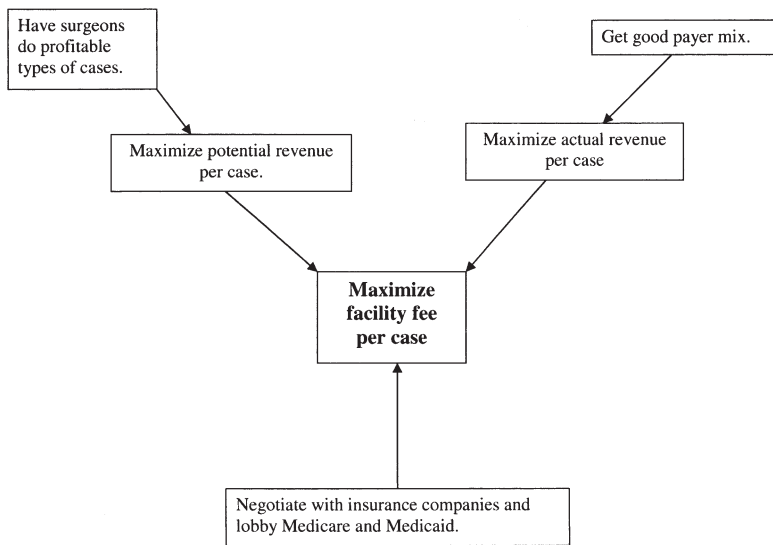 Have surgeons
do profitable
types of cases.
Get good payer mix.
Maximize potential revenue
per case.
Maximize actual revenue
per case
Maximize
facility fee
per case
Negotiate with insurance companies and
lobby Medicare and Medicaid.